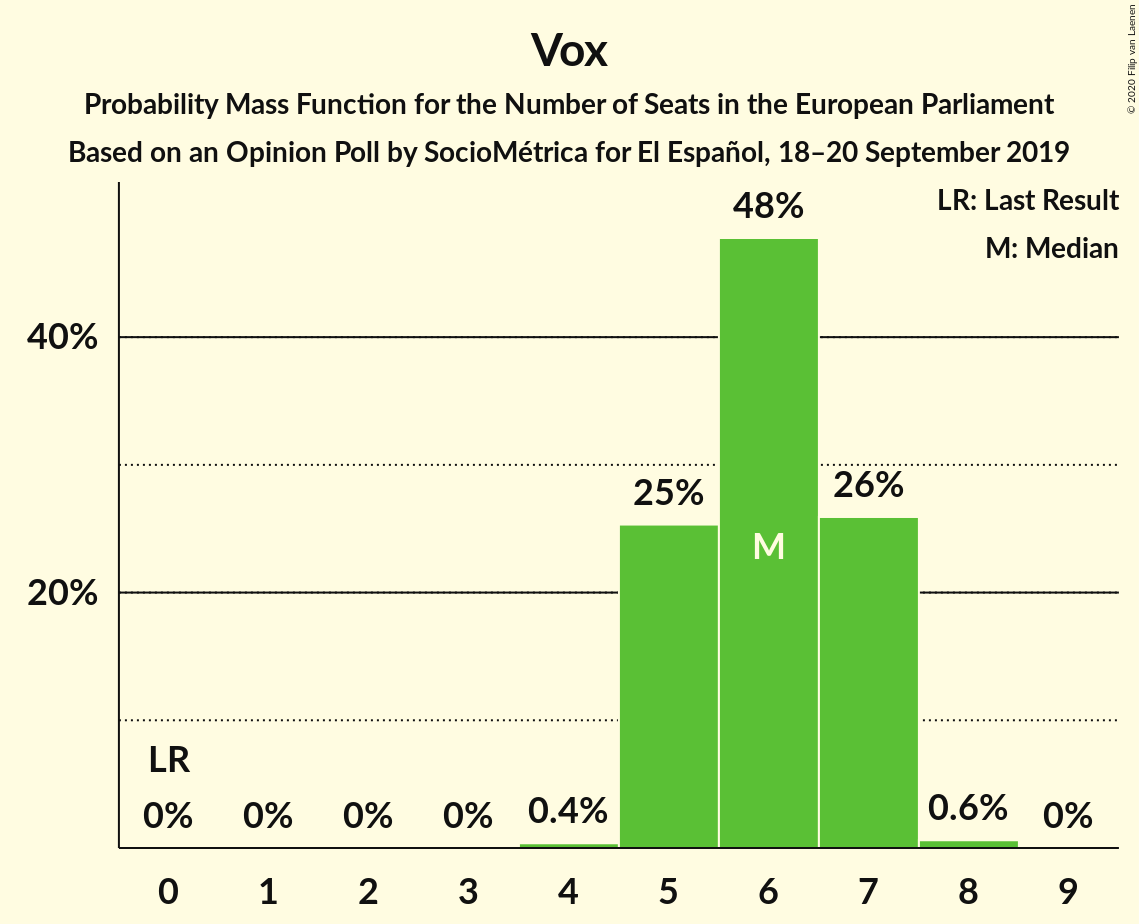 Vox
Probability Mass Function for the Number of Seats in the European Parliament
Based on an Opinion Poll by SocioMétrica for El Español, 18–20 September 2019
© 2020 Filip van Laenen
LR: Last Result
M: Median
48%
40%
26%
25%
M
20%
LR
0% 0% 0% 0% 0.4% 0.6% 0%
0 1 2 3 4 5 6 7 8 9